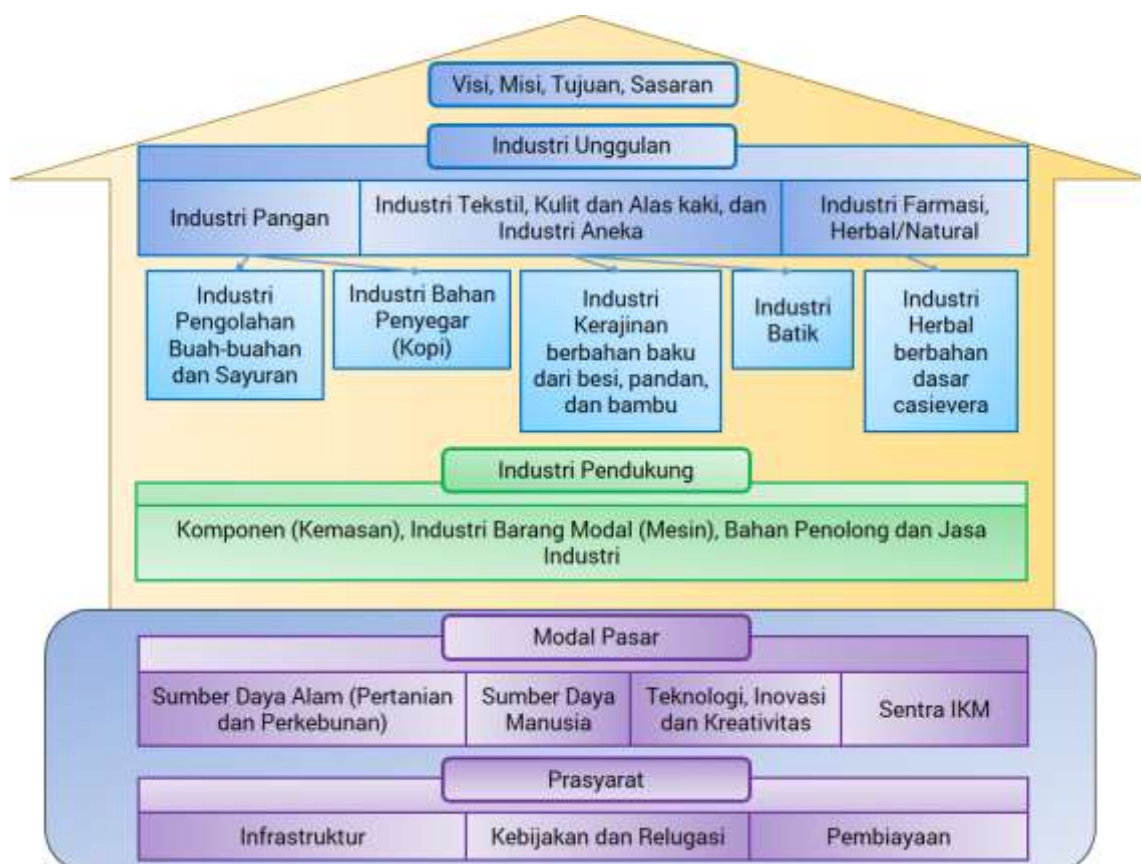 Visi, Misi, Tujuan, Sasaran
Industri Unggulan
Industri Pangan
Industri Tekstil, Kulit dan Alas kaki, dan
Industri Aneka
Industri Farmasi,
Herbal/Natural
Industri
Pengolahan
Buah-buahan
dan Sayuran
Industri Bahan
Penyegar
(Kopi)
Industri
Kerajinan
berbahan baku
dari besi, pandan,
dan bambu
Industri
Batik
Industri
Herbal
berbahan
dasar
casievera
Industri Pendukung
Komponen (Kemasan), Industri Barang Modal (Mesin), Bahan Penolong dan Jasa
Industri
Modal Pasar
Sumber Daya Alam (Pertanian
dan Perkebunan)
Sumber Daya
Manusia
Teknologi, Inovasi
dan Kreativitas
Sentra IKM
Prasyarat
Infrastruktur
Kebijakan dan Relugasi
Pembiayaan